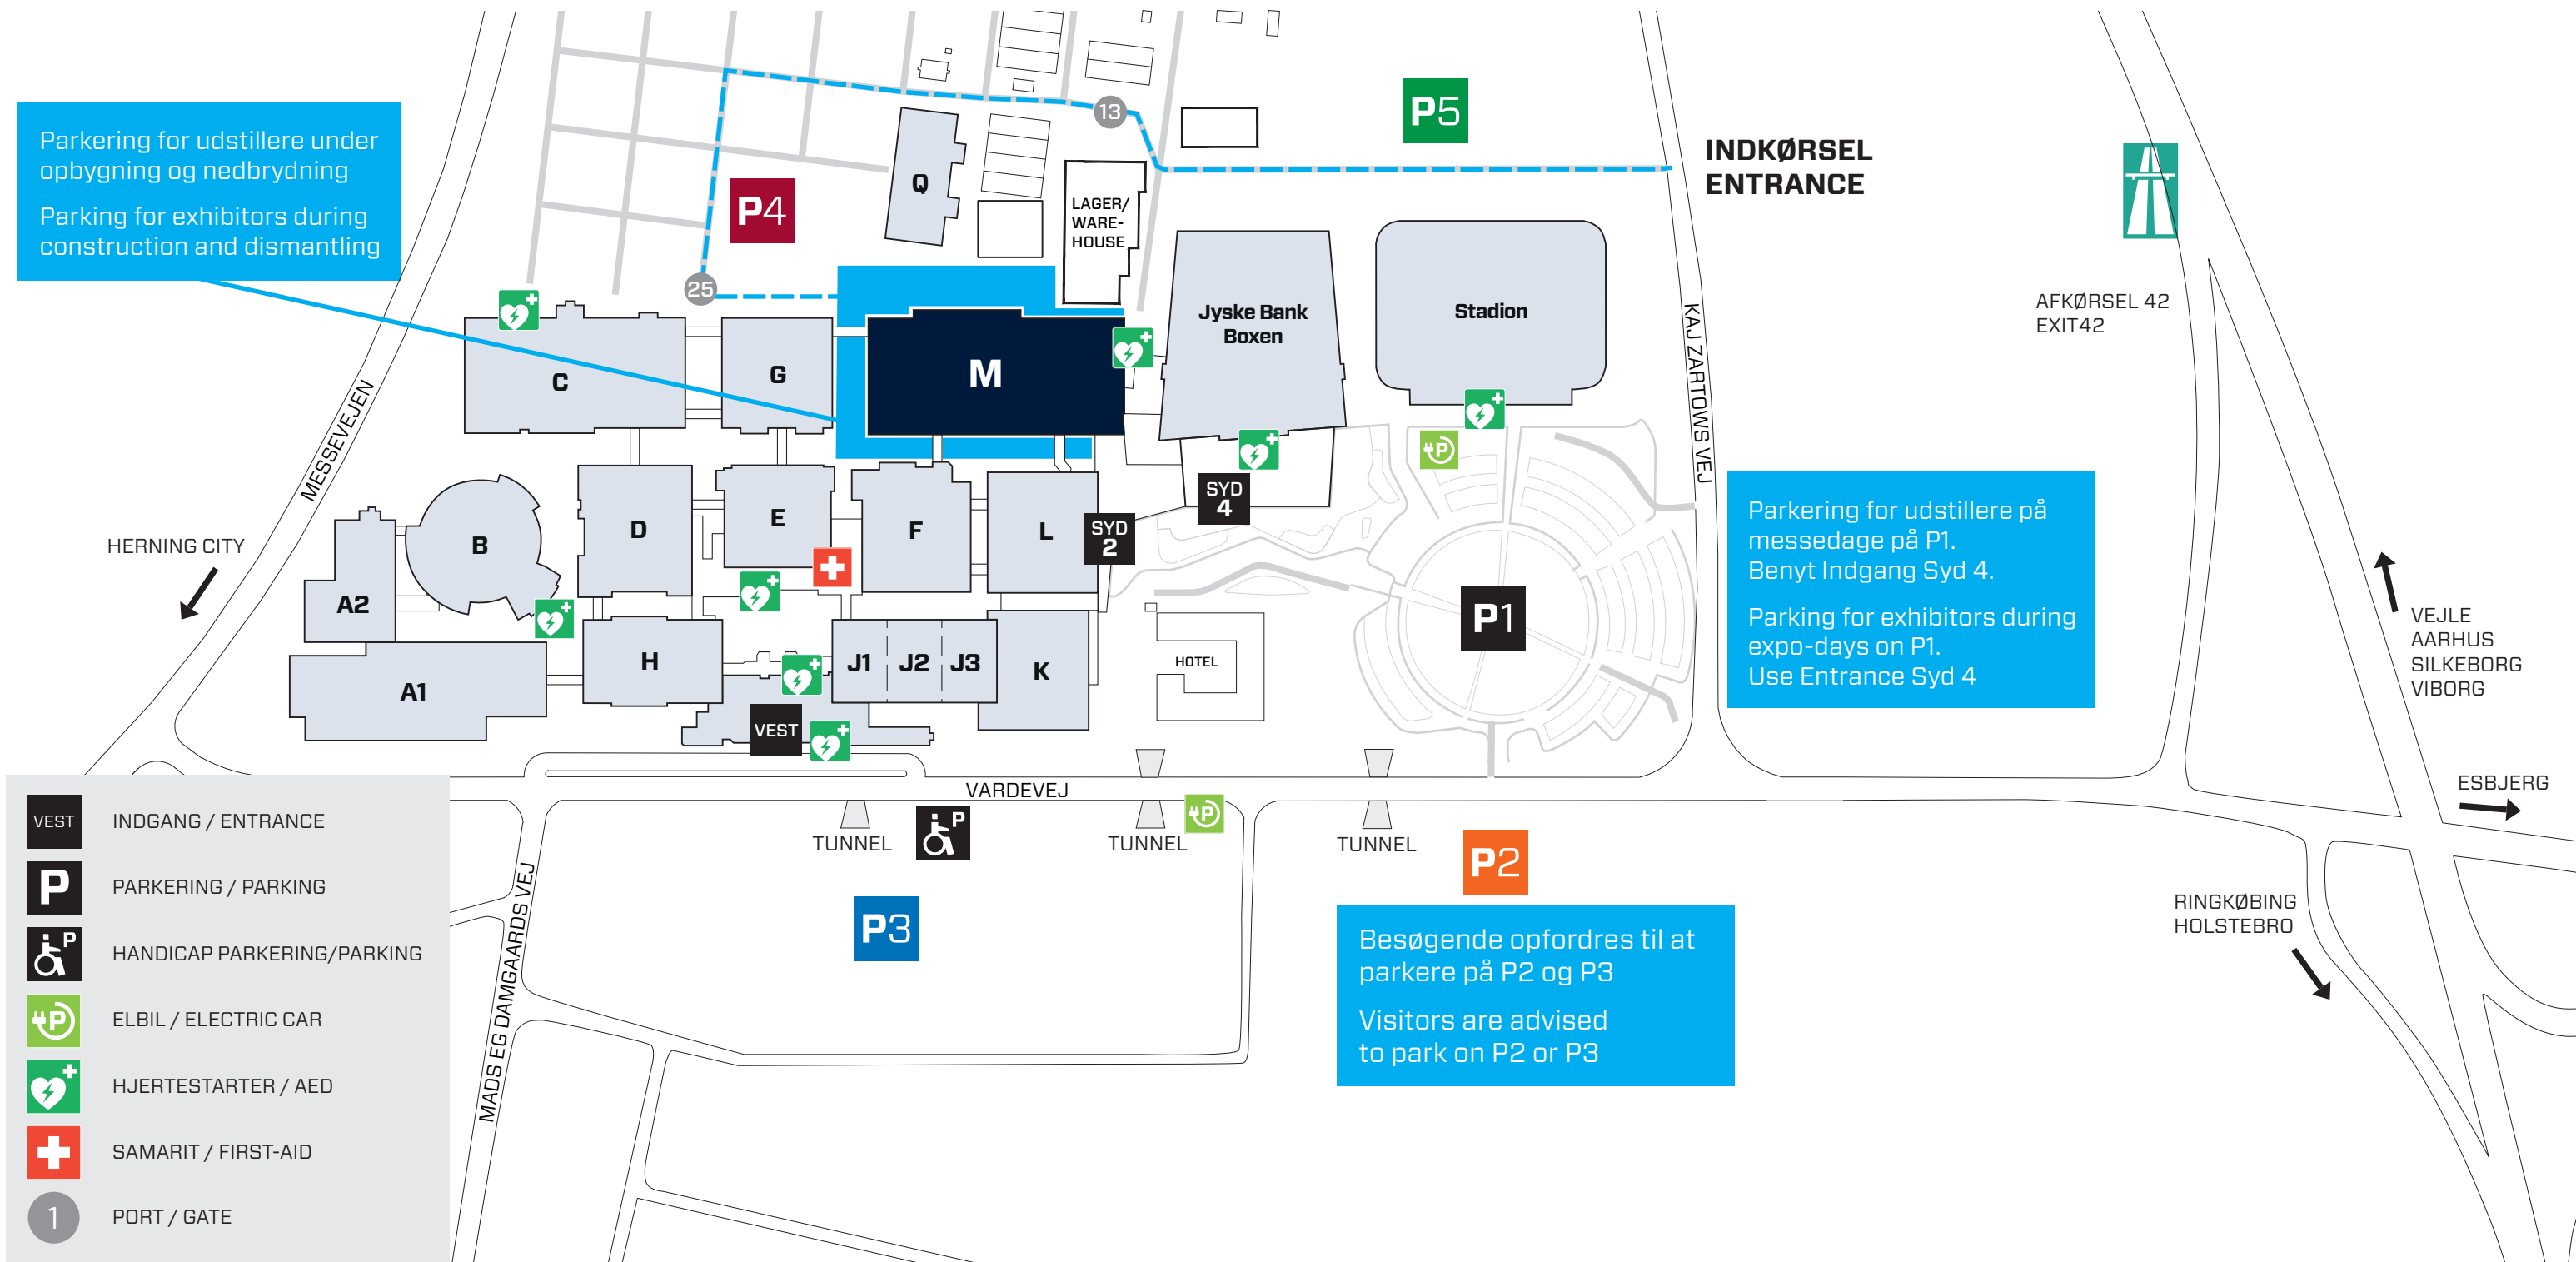 Parkering for udstillere under
opbygning og nedbrydning
Parking for exhibitors during
construction and dismantling
P5
13
INDKØRSEL
ENTRANCE
Q
P4
LAGER/
WARE-
HOUSE
25
Jyske Bank
Boxen
Stadion
AFKØRSEL 42
EXIT42
KAJ ZARTOWS VEJ
MESSEVEJEN
C
G
M
P
SYD
4
SYD
2
HERNING CITY
B
D
E
F
L
A2
A1
H
J1
J2
J3
K
HOTEL
P1
Parkering for udstillere på
messedage på P1.
Benyt Indgang Syd 4.
Parking for exhibitors during
expo-days on P1.
Use Entrance Syd 4
VEJLE
AARHUS
SILKEBORG
VIBORG
VEST
VARDEVEJ
ESBJERG
TUNNEL
P
TUNNEL
P
TUNNEL
P2
P3
MADS EG DAMGAARDS VEJ
RINGKØBING
HOLSTEBRO
Besøgende opfordres til at
parkere på P2 og P3
Visitors are advised
to park on P2 or P3
VEST INDGANG / ENTRANCE
P PARKERING / PARKING
P HANDICAP PARKERING/PARKING
P ELBIL / ELECTRIC CAR
HJERTESTARTER / AED
SAMARIT / FIRST-AID
1 PORT / GATE